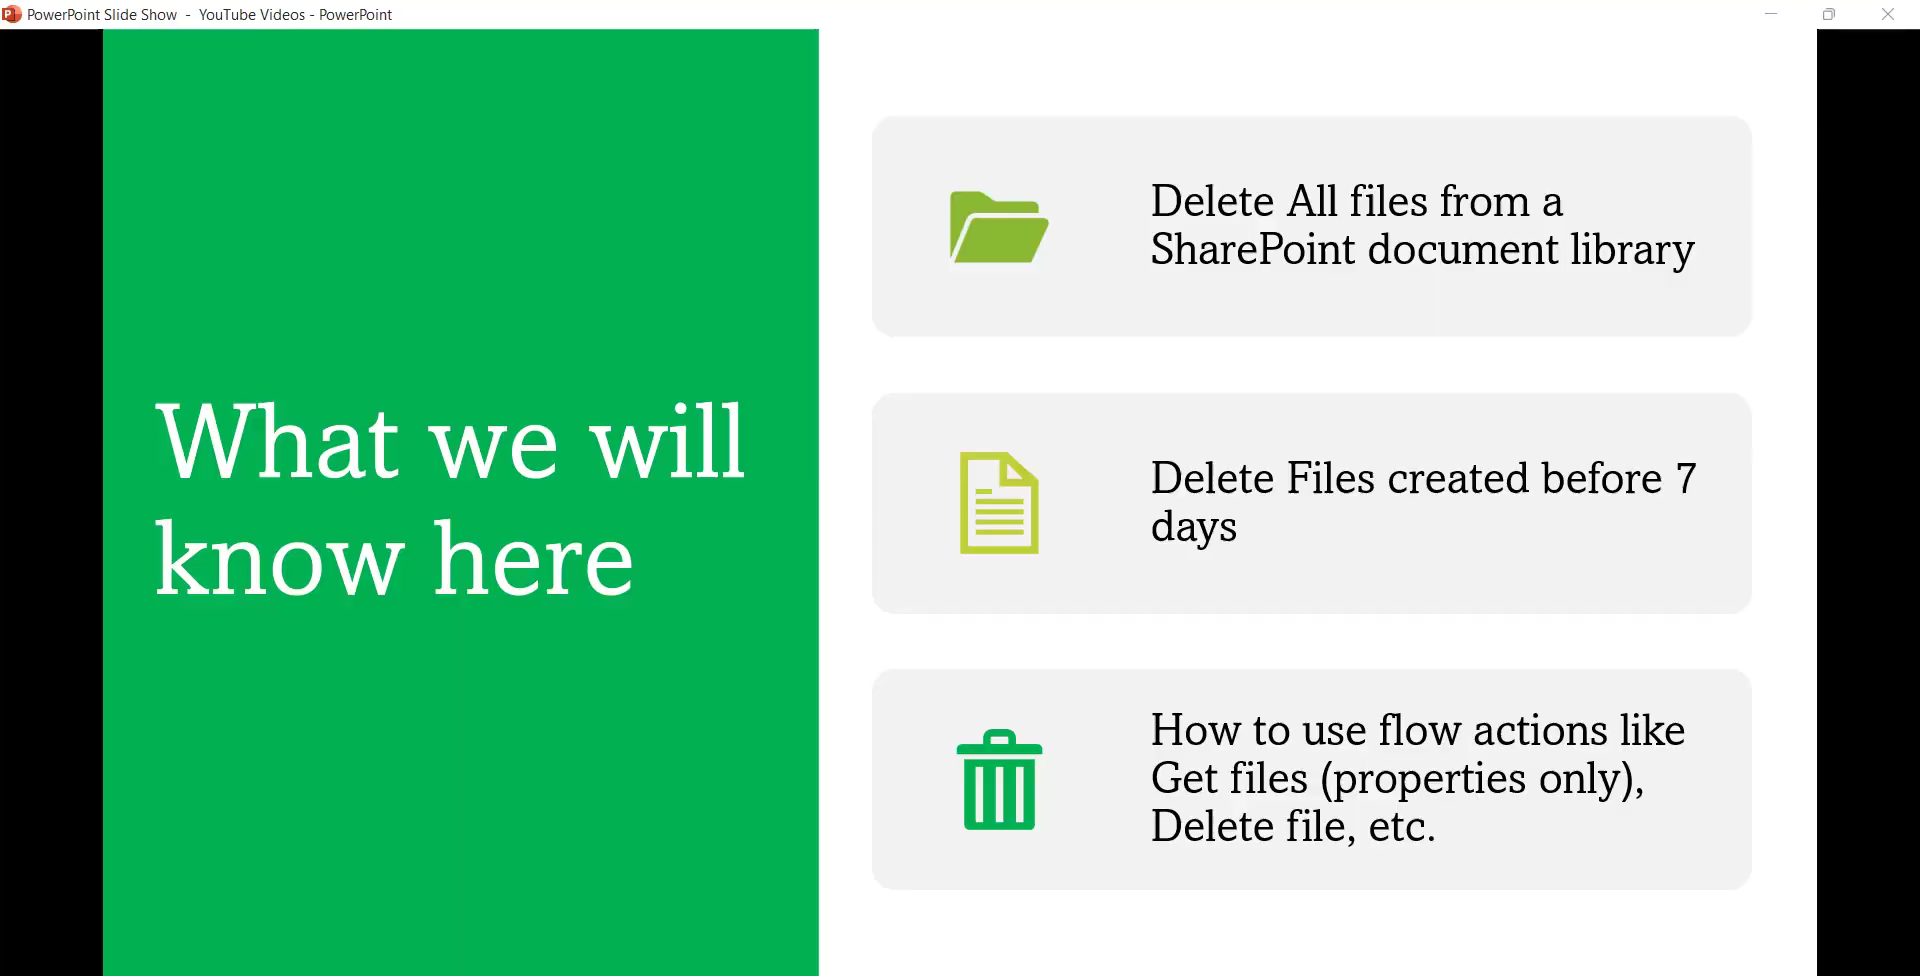 PowerPoint Slide Show - YouTube Videos - PowerPoint
What we will
know here
Delete All files from a
SharePoint document library
Delete Files created before 7
days
How to use flow actions like
Get files (properties only),
Delete file, etc.